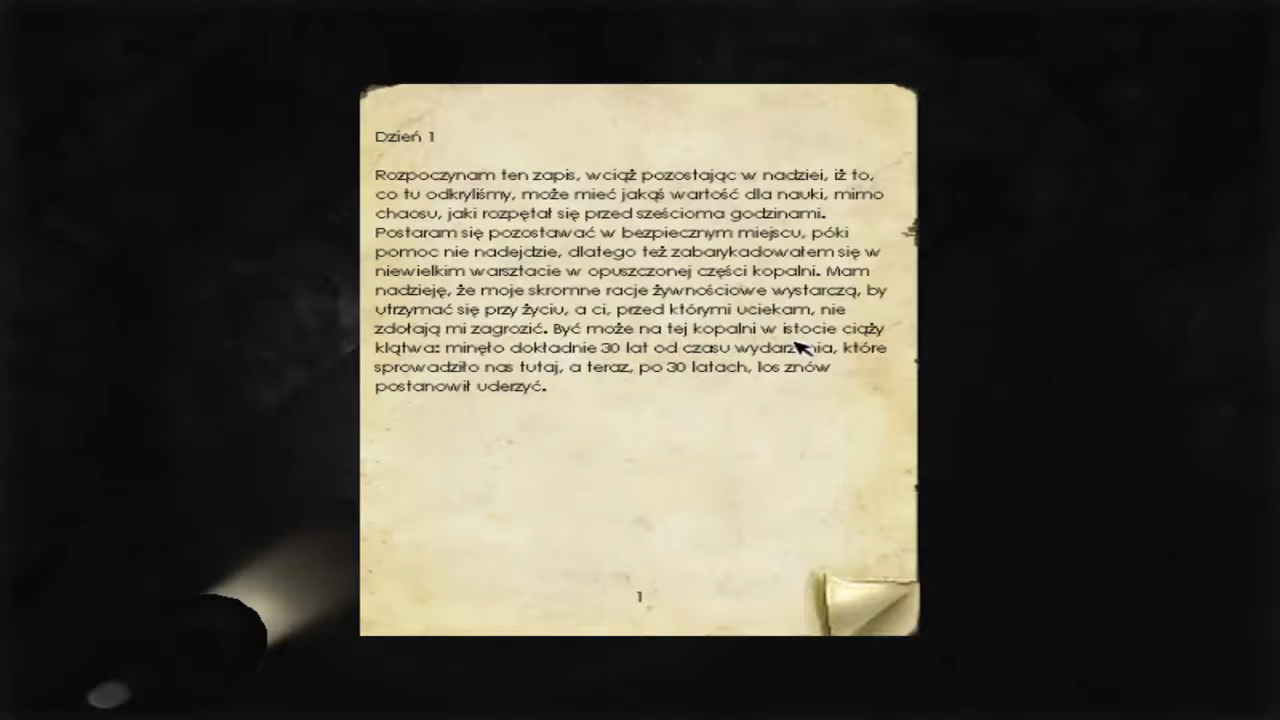 Dzień 1
Rozpoczynam ten zapis, wciąż pozostając w nadziei, iż to,
co tu odkryliśmy, może mieć jakąś wartość dla nauki, mimo
chaosu, jaki rozpętał się przed sześcioma godzinami.
Postaram się pozostawać w bezpiecznym miejscu, póki
pomoc nie nadejdzie, dlatego też zabarykadowałem się w
niewielkim warsztacie w opuszczonej części kopalni. Mam
nadzieję, że moje skromne racje żywnościowe wystarczą, by
utrzymać się przy życiu, a ci, przed którymi uciekam, nie
zdołają mi zagrozić. Być może na tej kopalni w istocie ciąży
klątwa: minęło dokładnie 30 lat od czasu wydarzenia, które
sprowadziło nas tutaj, a teraz, po 30 latach, los znów
postanowił uderzyć.
1